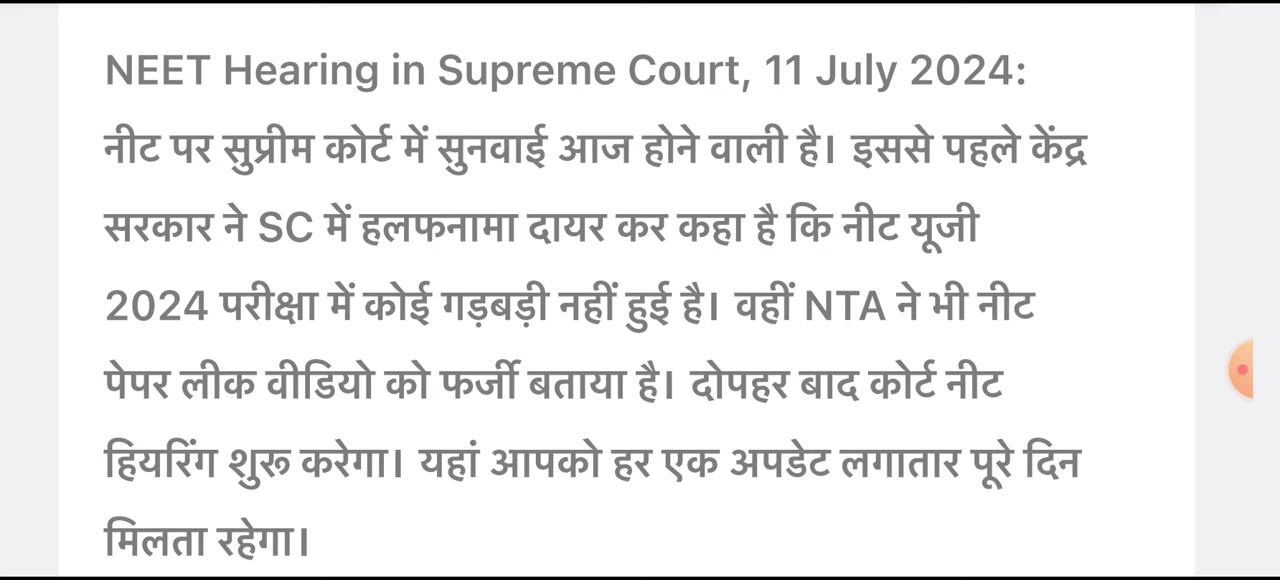 NEET Hearing in Supreme Court, 11 July 2024:
नीट पर सुप्रीम कोर्ट में सुनवाई आज होने वाली है। इससे पहले केंद्र
सरकार ने SC में हलफनामा दायर कर कहा है कि नीट यूजी
2024 परीक्षा में कोई गड़बड़ी नहीं हुई है। वहीं NTA ने भी नीट
पेपर लीक वीडियो को फर्जी बताया है। दोपहर बाद कोर्ट नीट
हियरिंग शुरू करेगा। यहां आपको हर एक अपडेट लगातार पूरे दिन
मिलता रहेगा।